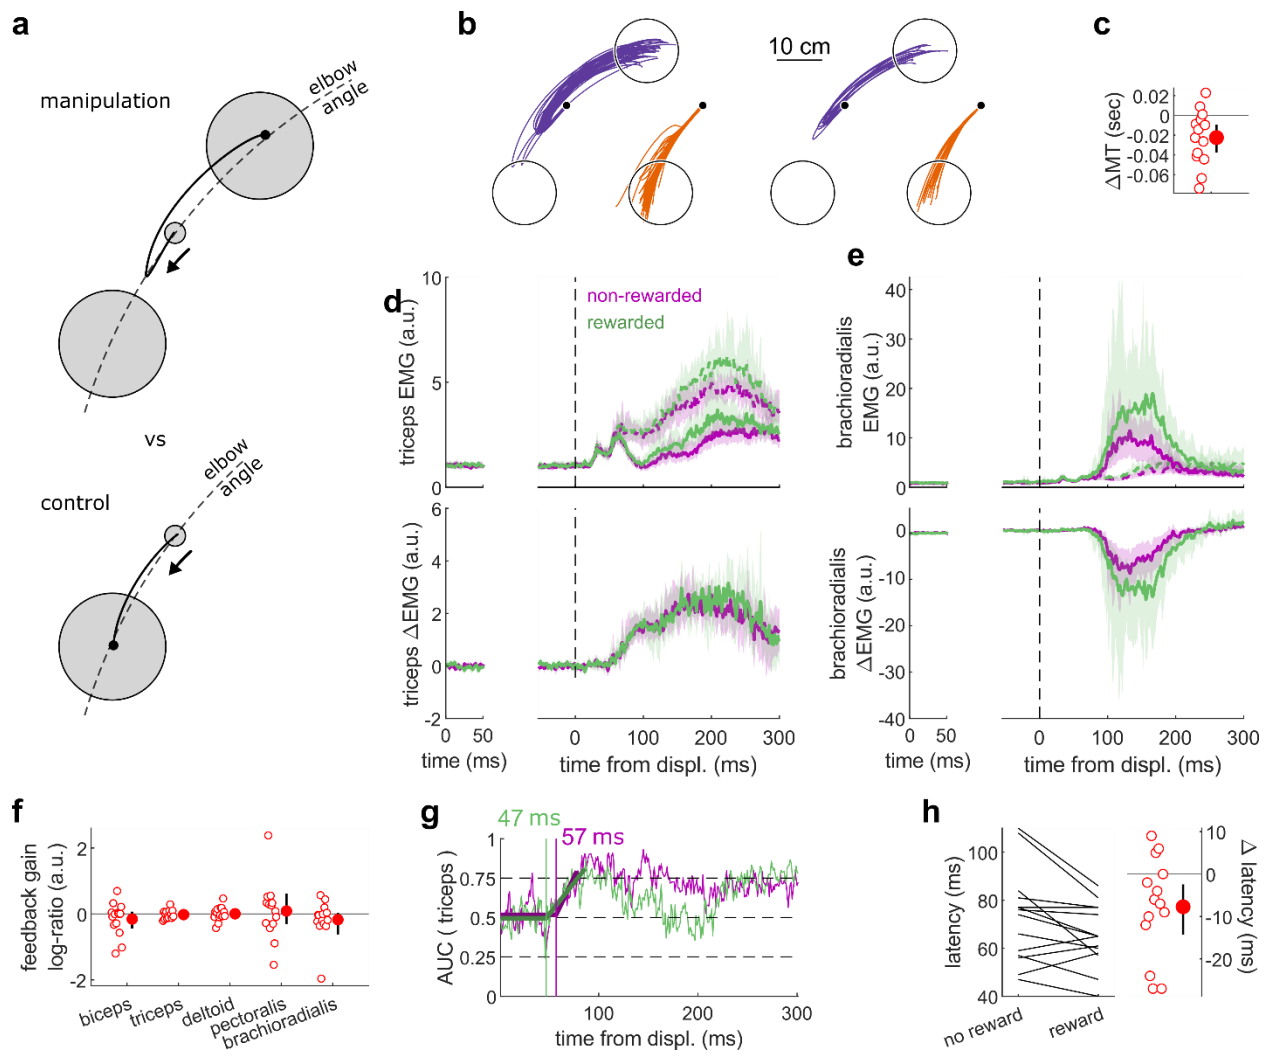 a
manipulation
elbow
angle
vs
control
elbow
angle
b
10 cm
c
ΔMT (sec)
0.02
0
-0.02
-0.04
-0.06
d
triceps EMG (a.u.)
10
5
0
non-rewarded
rewarded
triceps ΔEMG (a.u.)
6
4
2
0
-2
0 50
time (ms)
0 100 200 300
time from displ. (ms)
e
brachioradialis
EMG (a.u.)
40
30
20
10
0
brachioradialis
ΔEMG (a.u.)
0
-10
-20
-30
-40
0 50
time (ms)
0 100 200 300
time from displ. (ms)
f
feedback gain
log-ratio (a.u.)
2
0
-2
biceps
triceps
deltoid
pectoralis
brachioradialis
g
47 ms
57 ms
AUC ( triceps )
1
0.75
0.5
0.25
0
0 100 200 300
time from displ. (ms)
h
latency (ms)
100
80
60
40
no reward
reward
10
0
-10
-20
Δ latency (ms)